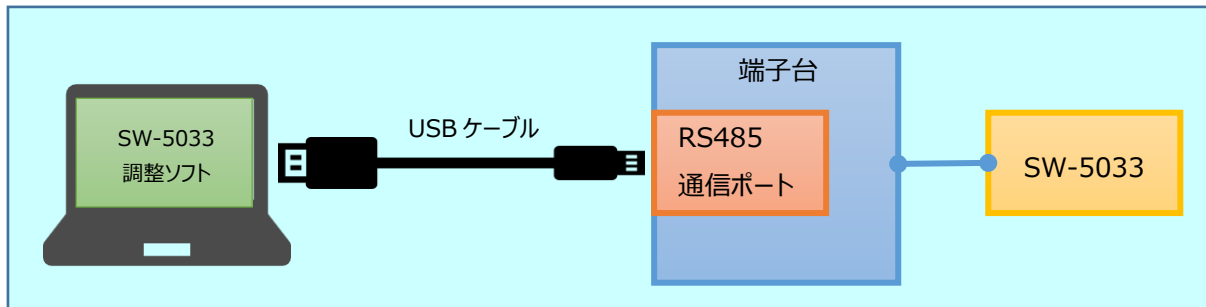 端子台
SW-5033
調整ソフト
USB ケーブル
RS485
通信ポート
SW-5033